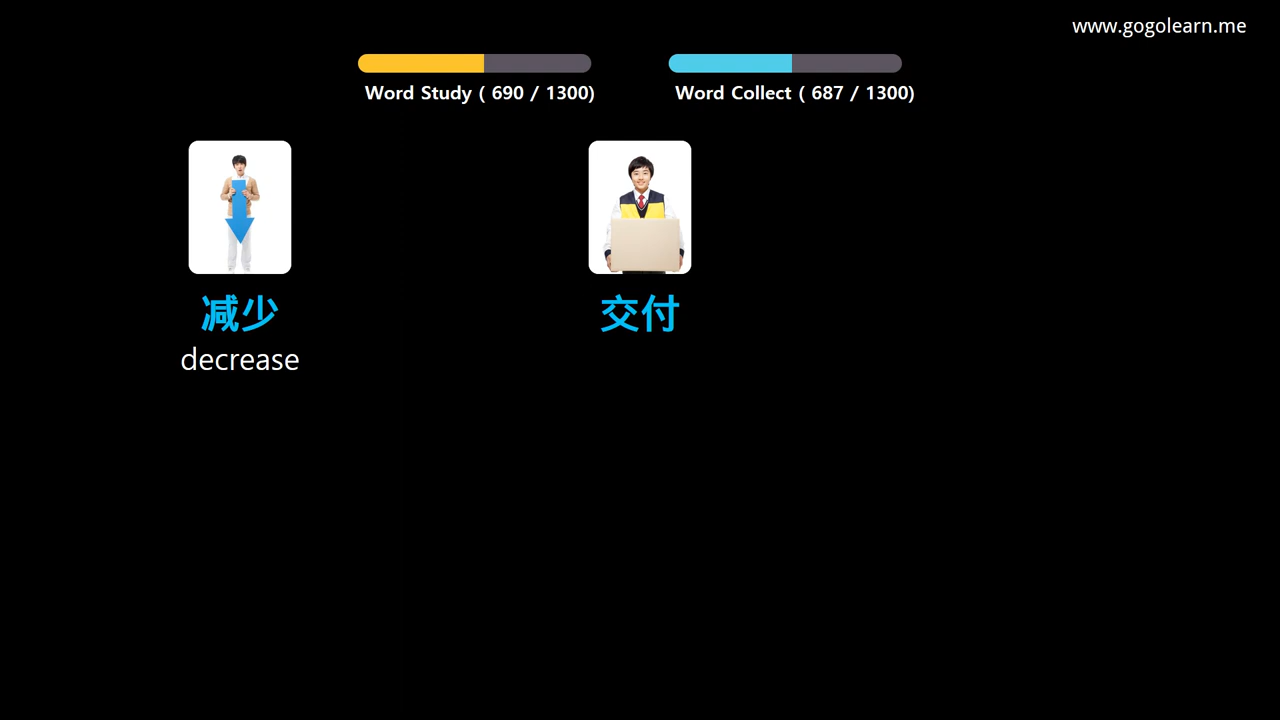 www.gogolearn.me
Word Study ( 690 / 1300)
Word Collect ( 687 / 1300)
减少
decrease
交付